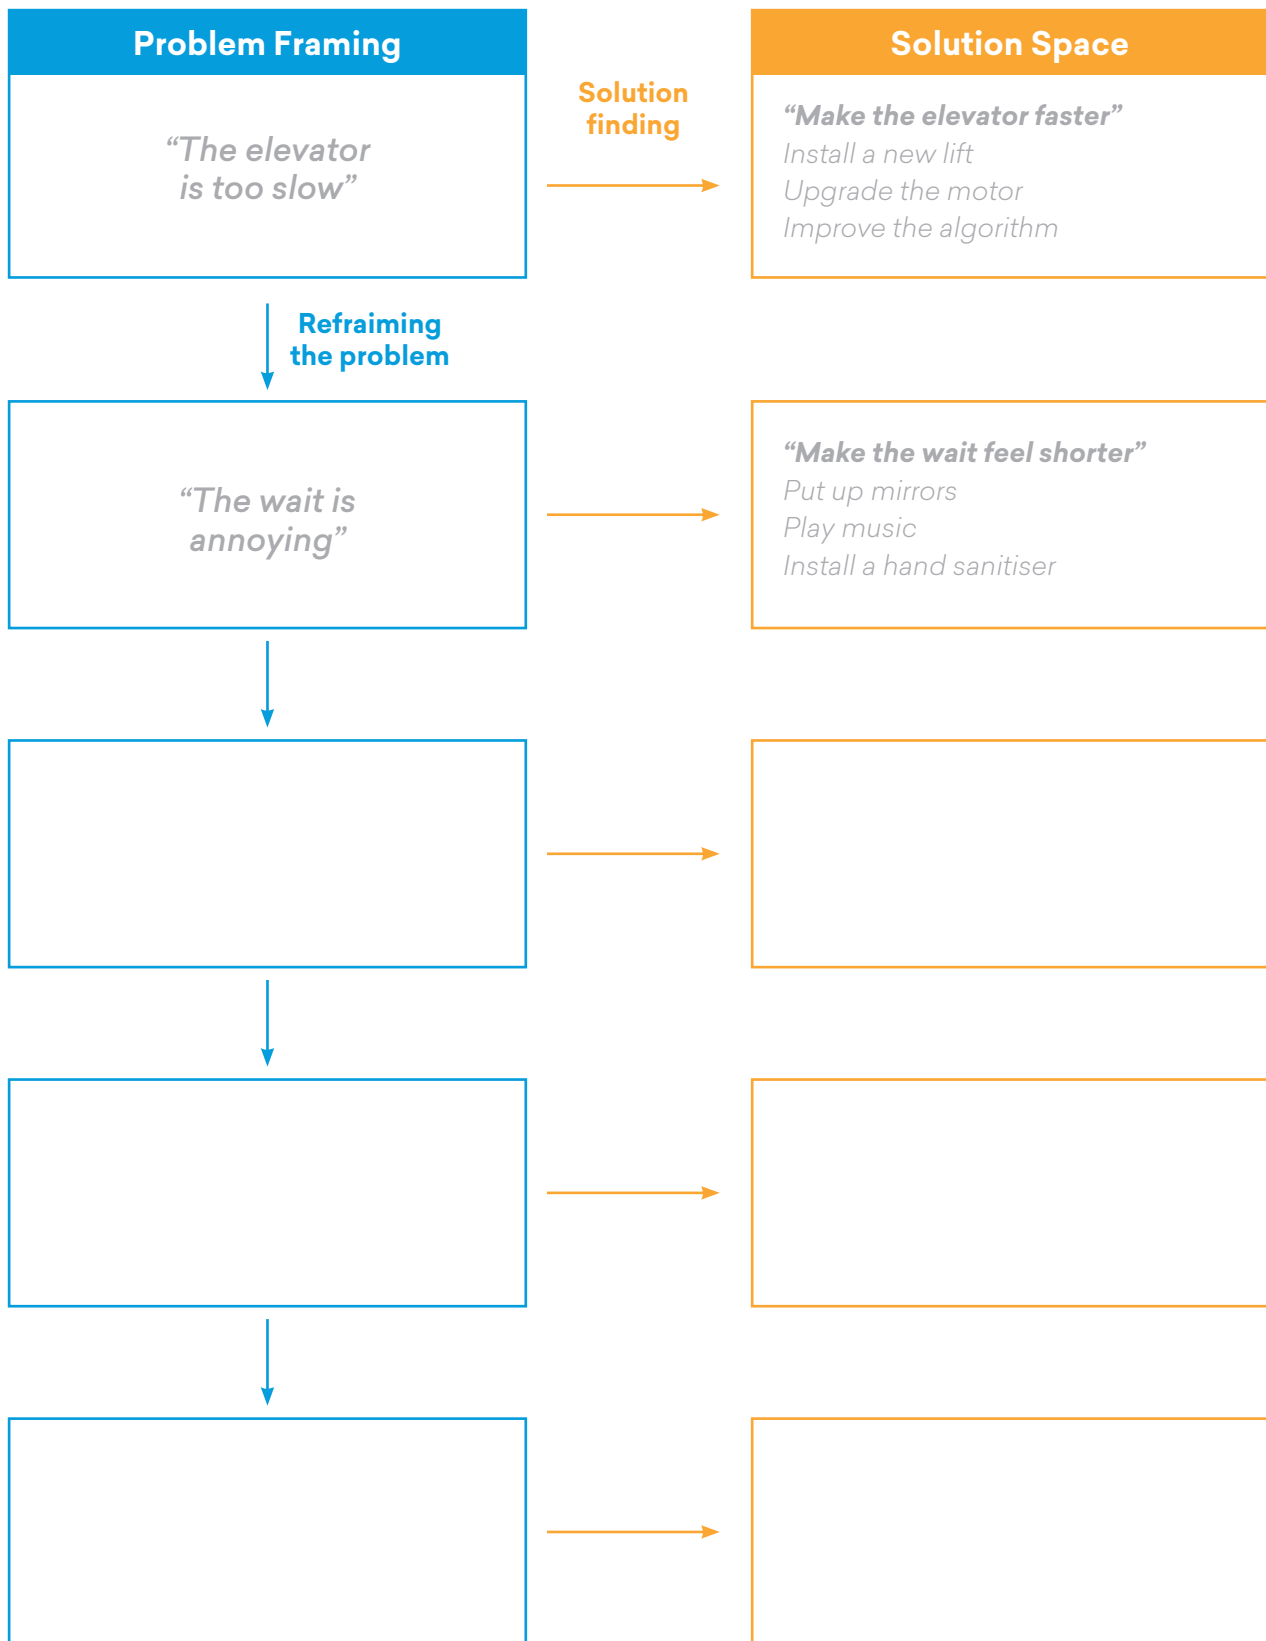 Problem Framing
Solution Space
“The elevator
is too slow”
Solution
finding
“Make the elevator faster”
Install a new lift
Upgrade the motor
Improve the algorithm
Refraiming
the problem
“The wait is
annoying”
“Make the wait feel shorter”
Put up mirrors
Play music
Install a hand sanitiser